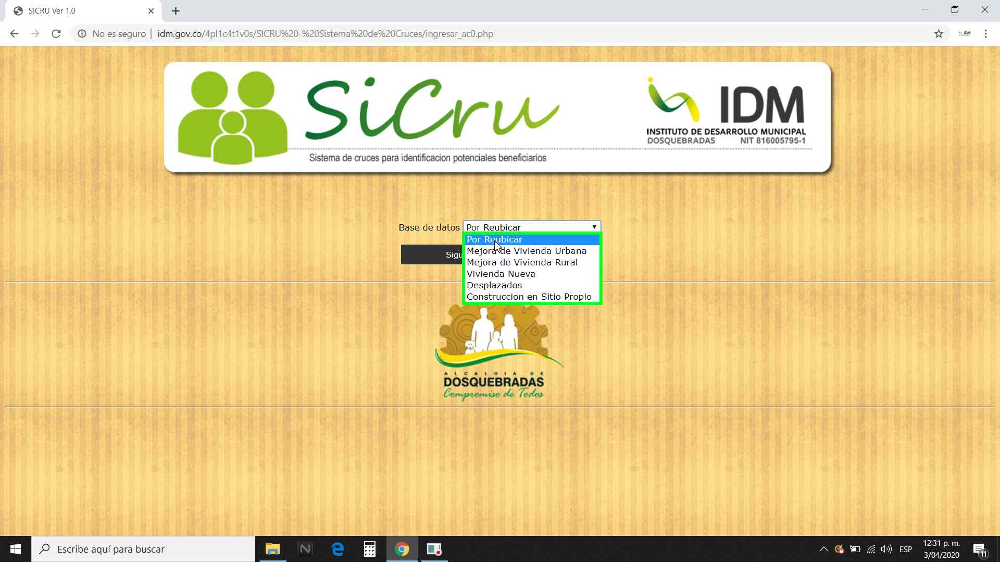 SICRU Ver 1.0
No es seguro | idm.gov.co/4pl1c4t1v0s/SICRU%20-%20Sistema%20de%20Cruces/ingresar_ac0.php
SiCru
Sistema de cruces para identificacion potenciales beneficiarios
IDM
INSTITUTO DE DESARROLLO MUNICIPAL
DOSQUEBRADAS NIT 816005795-1
Base de datos Por Reubicar
Por Reubicar
Sigu
Mejora de Vivienda Urbana
Mejora de Vivienda Rural
Vivienda Nueva
Desplazados
Construccion en Sitio Propio
ALCALDIA DE
DOSQUEBRADAS
Compromiso de Todos
Escribe aquí para buscar
ESP
12:31 p. m.
3/04/2020
11